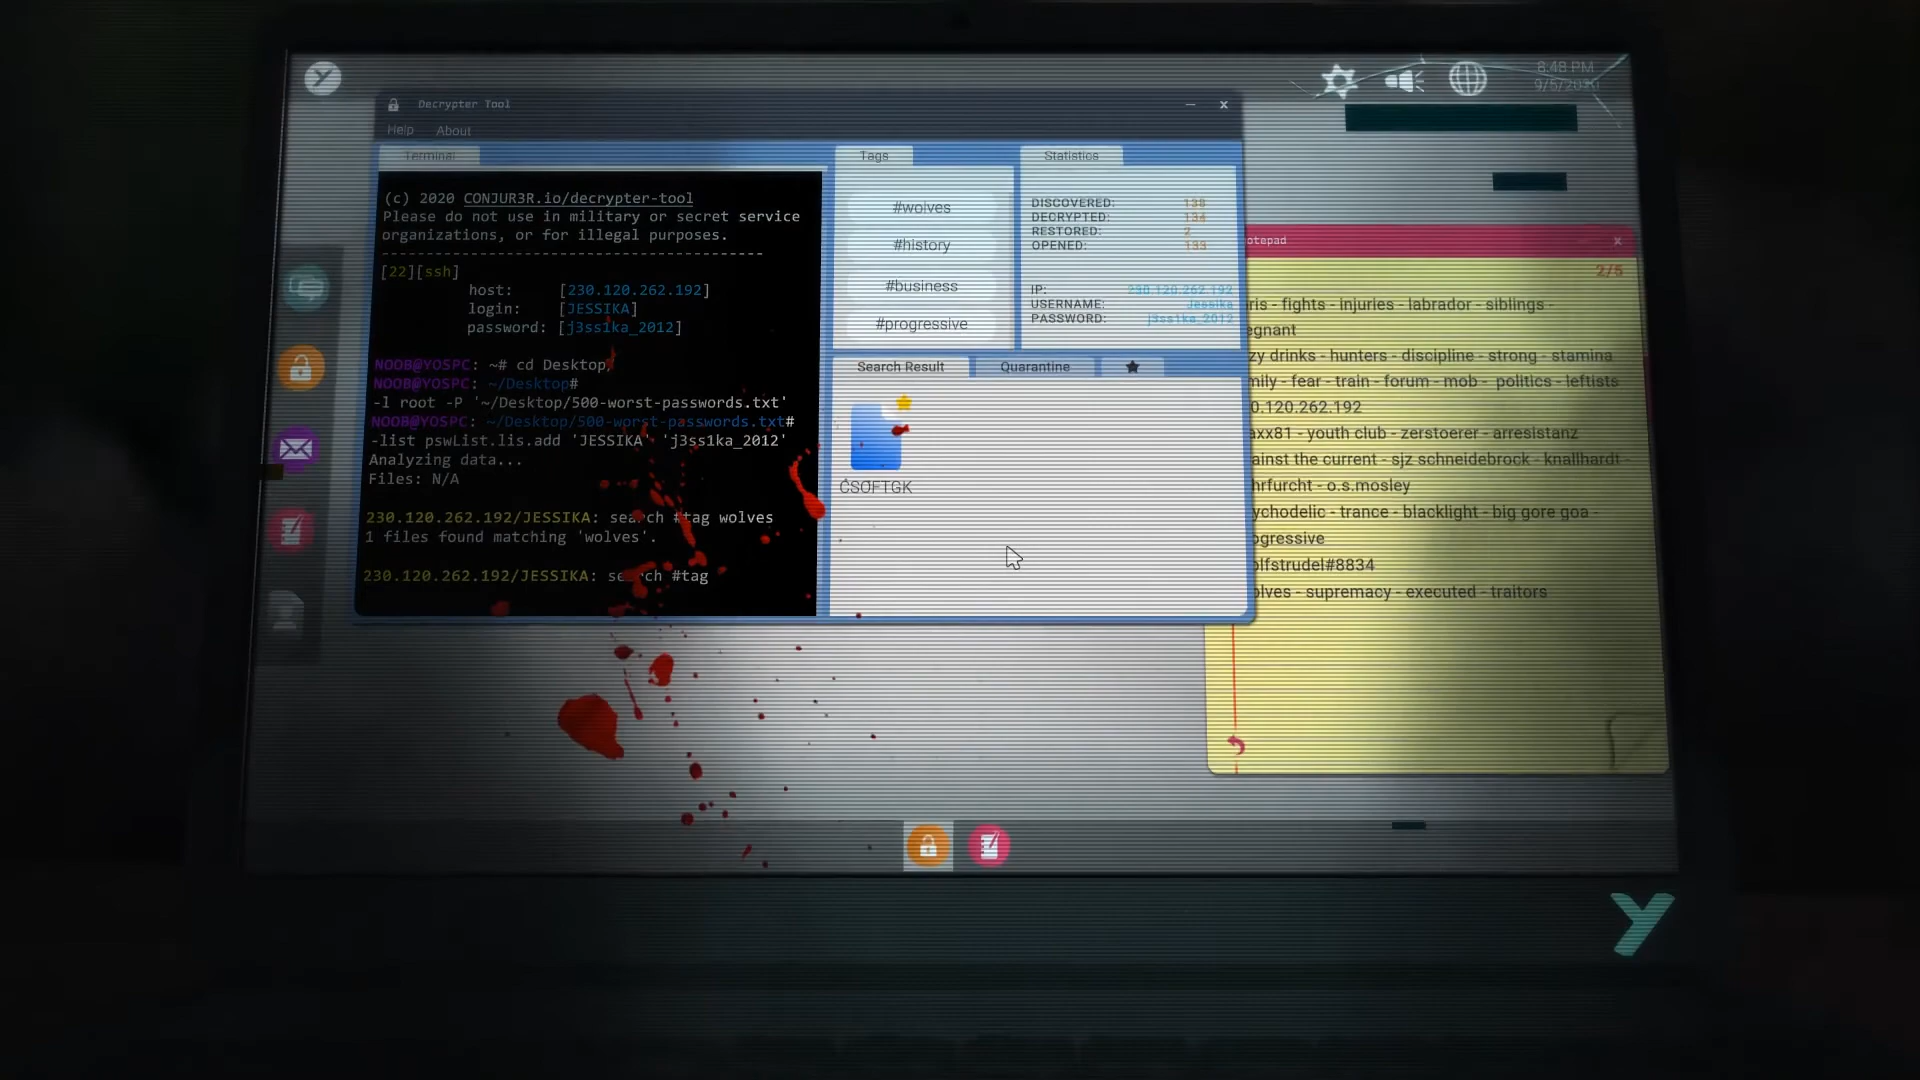 8:48 PM
9/5/2020
Decrypter Tool
Help About
Terminal
(c) 2020 CONJUR3R.io/decrypter-tool
Please do not use in military or secret service
organizations, or for illegal purposes.
------------------------------------------
[22][ssh]
host: [230.120.262.192]
login: [JESSIKA]
password: [j3ss1ka_2012]
NOOB@YOSPC: ~# cd Desktop/
NOOB@YOSPC: ~/Desktop#
-l root -P '~/Desktop/500-worst-passwords.txt'
NOOB@YOSPC: ~/Desktop/500-worst-passwords.txt#
-list pswList.lis.add 'JESSIKA' 'j3ss1ka_2012'
Analyzing data...
Files: N/A
230.120.262.192/JESSIKA: search #tag wolves
1 files found matching 'wolves'.
230.120.262.192/JESSIKA: search #tag
Tags
#wolves
#history
#business
#progressive
Statistics
DISCOVERED: 138
DECRYPTED: 134
RESTORED: 2
OPENED: 133
IP: 230.120.262.192
USERNAME: Jessika
PASSWORD: j3ss1ka_2012
Search Result
Quarantine
ĊSOFTGK
otepad
2/5
ris - fights - injuries - labrador - siblings -
egnant
zy drinks - hunters - discipline - strong - stamina
mily - fear - train - forum - mob - politics - leftists
0.120.262.192
axx81 - youth club - zerstoerer - arresistanz
ainst the current - sjz schneidebrock - knallhardt -
hrfurcht - o.s.mosley
ychodelic - trance - blacklight - big gore goa -
ogressive
olfstrudel#8834
olves - supremacy - executed - traitors